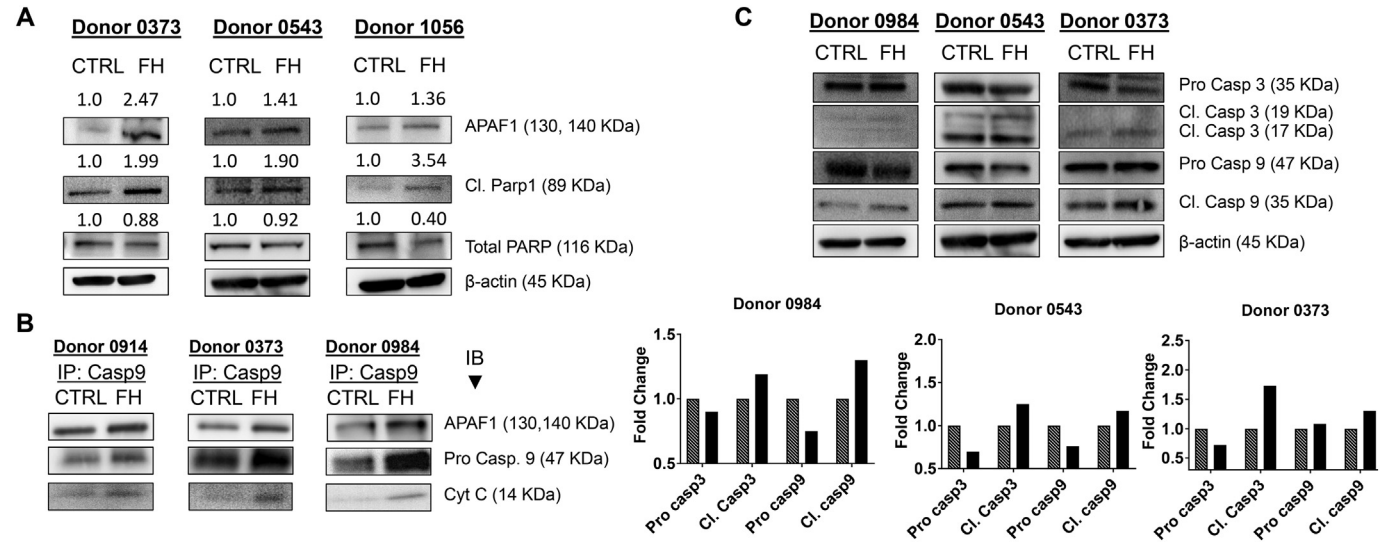 A
Donor 0373 Donor 0543 Donor 1056
CTRL FH CTRL FH CTRL FH
1.0 2.47 1.0 1.41 1.0 1.36
APAF1 (130, 140 KDa)
1.0 1.99 1.0 1.90 1.0 3.54
Cl. Parp1 (89 KDa)
1.0 0.88 1.0 0.92 1.0 0.40
Total PARP (116 KDa)
β-actin (45 KDa)
B
Donor 0914 Donor 0373 Donor 0984
IP: Casp9 IP: Casp9 IP: Casp9
CTRL FH CTRL FH CTRL FH
IB
APAF1 (130,140 KDa)
Pro Casp. 9 (47 KDa)
Cyt C (14 KDa)
C
Donor 0984 Donor 0543 Donor 0373
CTRL FH CTRL FH CTRL FH
Pro Casp 3 (35 KDa)
Cl. Casp 3 (19 KDa)
Cl. Casp 3 (17 KDa)
Pro Casp 9 (47 KDa)
Cl. Casp 9 (35 KDa)
β-actin (45 KDa)
Donor 0984
Fold Change
1.5
1.0
0.5
Pro casp3 Cl. Casp3 Pro casp9 Cl. casp9
Donor 0543
Fold Change
2.0
1.5
1.0
0.5
Pro casp3 Cl. Casp3 Pro casp9 Cl. casp9
Donor 0373
Fold Change
2.5
2.0
1.5
1.0
0.5
Pro casp3 Cl. Casp3 Pro casp9 Cl. casp9